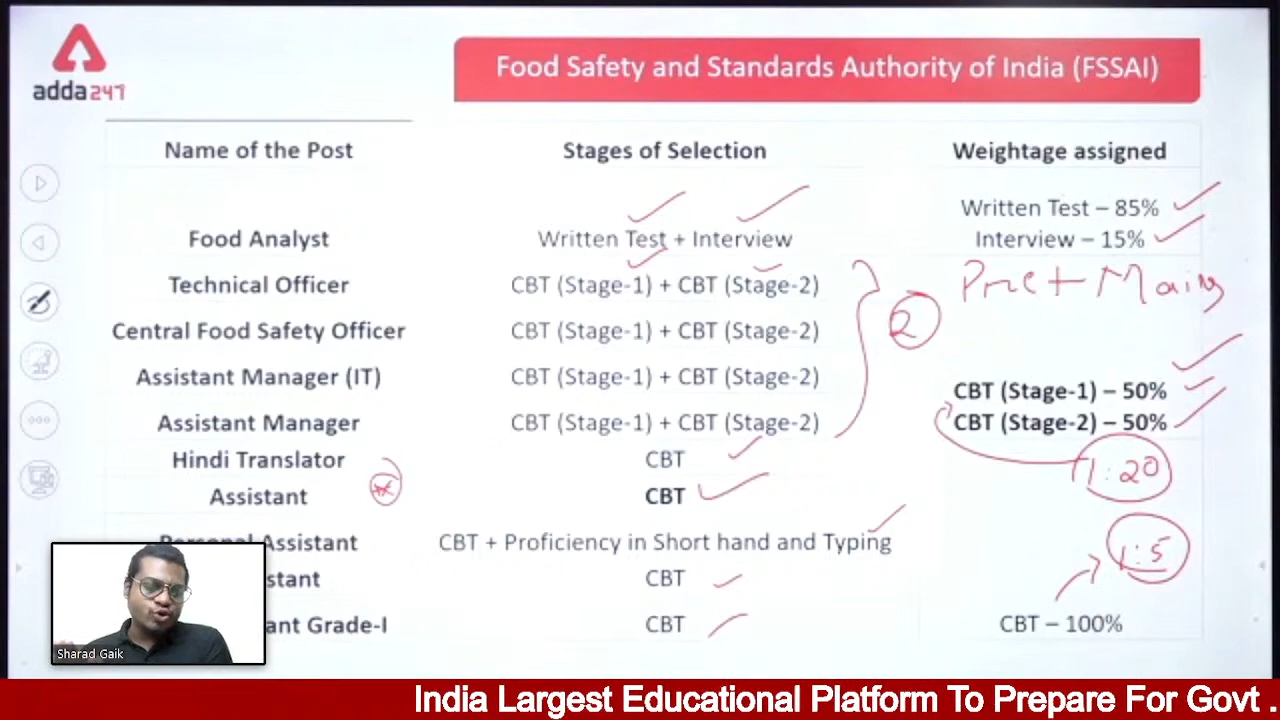 adda247
Food Safety and Standards Authority of India (FSSAI)
Name of the Post Stages of Selection Weightage assigned
Written Test – 85%
Food Analyst Written Test + Interview Interview – 15%
Technical Officer CBT (Stage-1) + CBT (Stage-2) Pre + Mains
Central Food Safety Officer CBT (Stage-1) + CBT (Stage-2) 2
Assistant Manager (IT) CBT (Stage-1) + CBT (Stage-2) CBT (Stage-1) – 50%
Assistant Manager CBT (Stage-1) + CBT (Stage-2) CBT (Stage-2) – 50%
Hindi Translator CBT 1:20
Assistant CBT
Personal Assistant CBT + Proficiency in Short hand and Typing 1:5
stant CBT
ant Grade-I CBT CBT – 100%
Sharad Gaik
India Largest Educational Platform To Prepare For Govt .